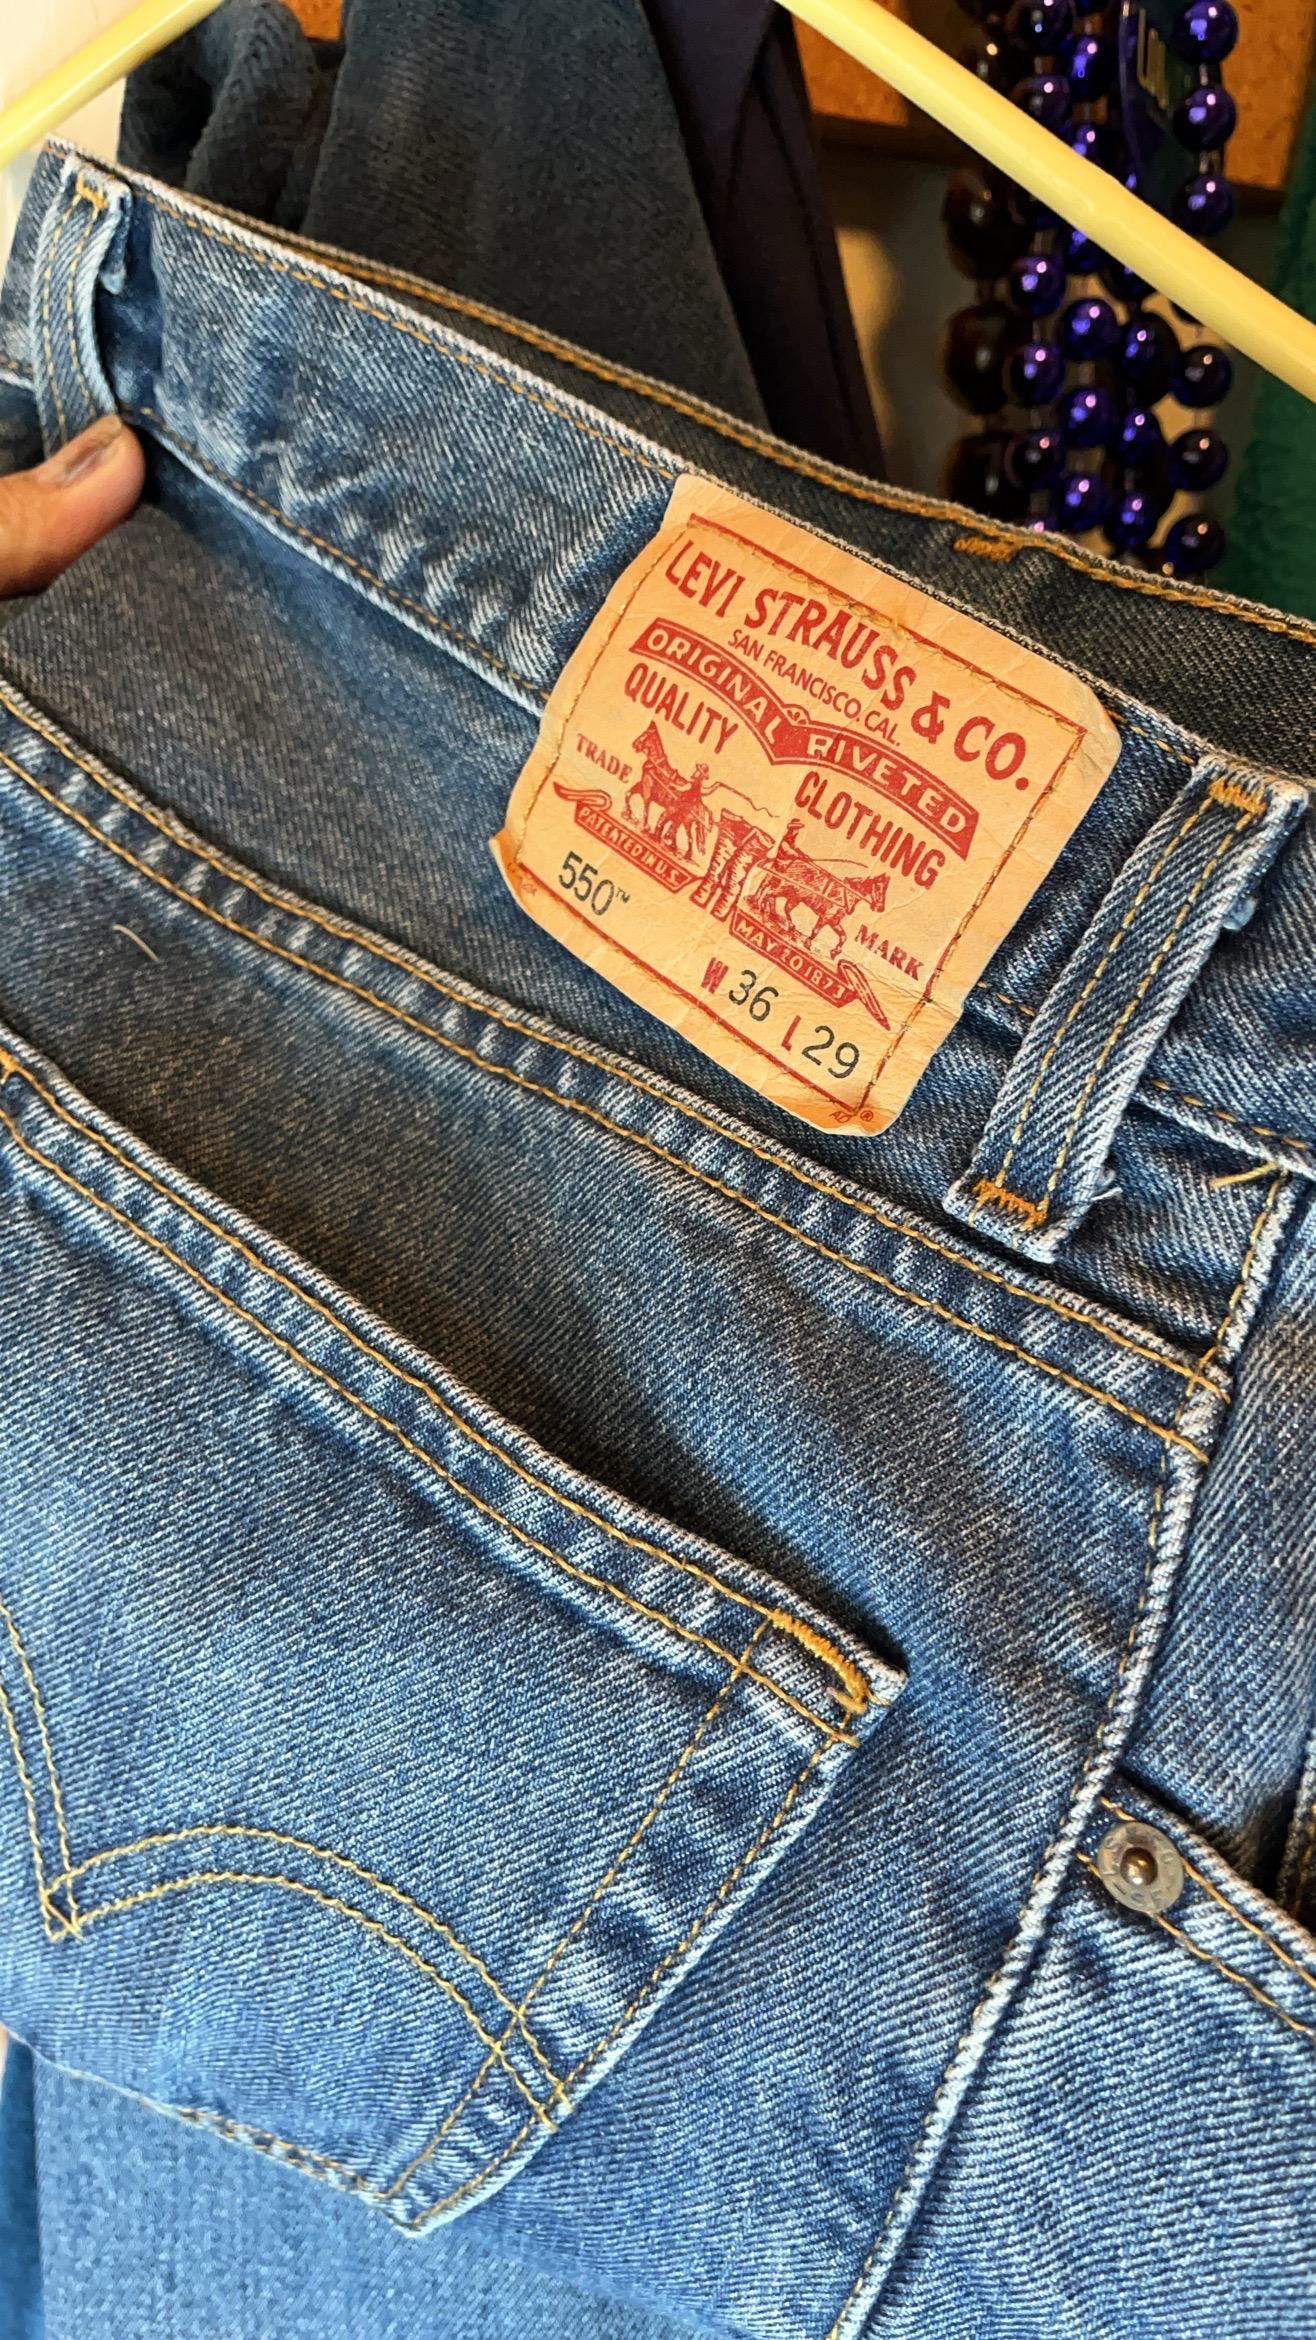 LEVI STRAUSS & CO.
SAN FRANCISCO, CAL.
ORIGINAL RIVETED
QUALITY CLOTHING
TRADE MARK
PATENTED IN U.S.
MAY 20 1873
550™
W 36 L 29
®